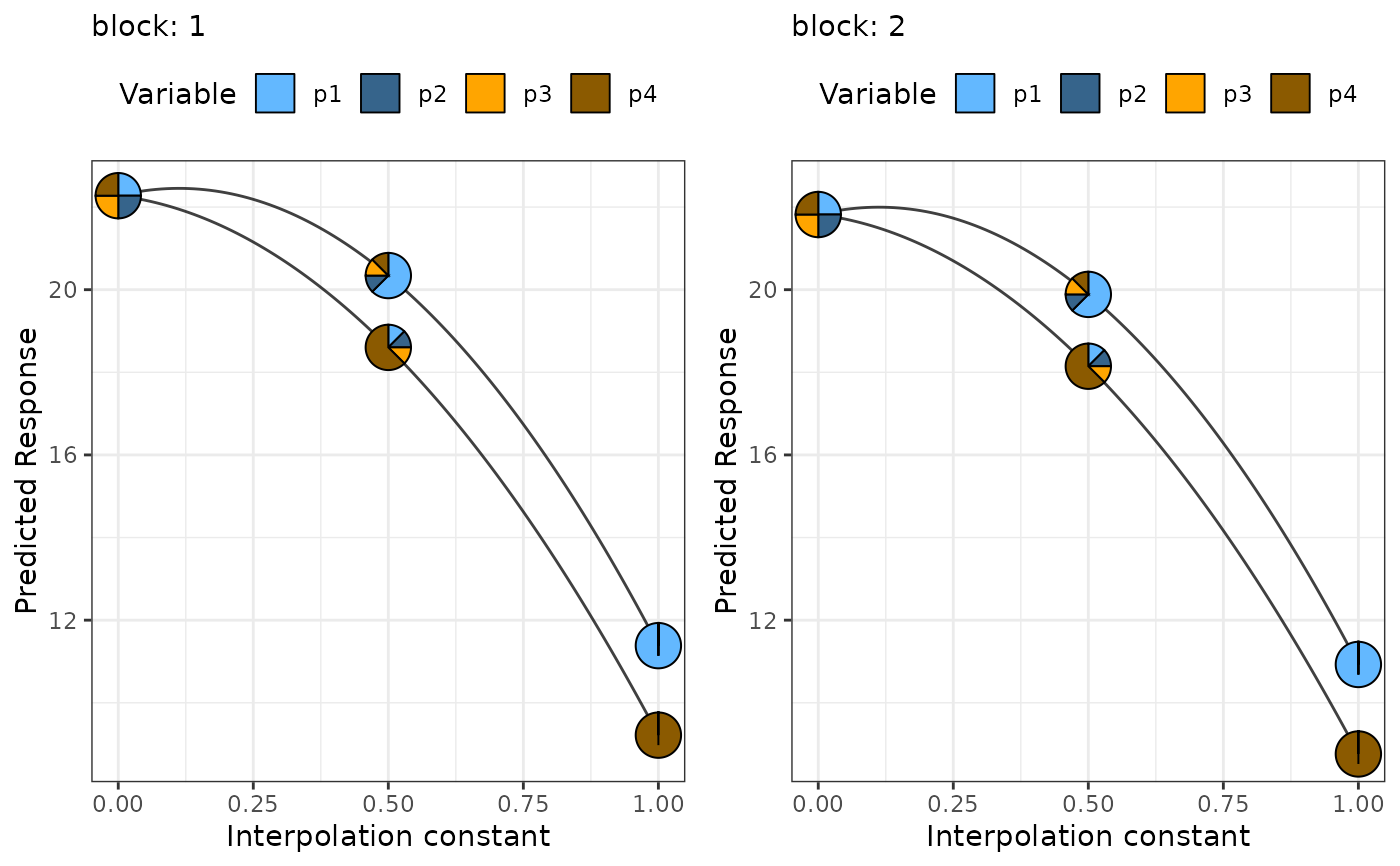 block: 1
Variable p1 p2 p3 p4
Predicted Response
20
16
12
0.00 0.25 0.50 0.75 1.00
Interpolation constant
block: 2
Variable p1 p2 p3 p4
Predicted Response
20
16
12
0.00 0.25 0.50 0.75 1.00
Interpolation constant